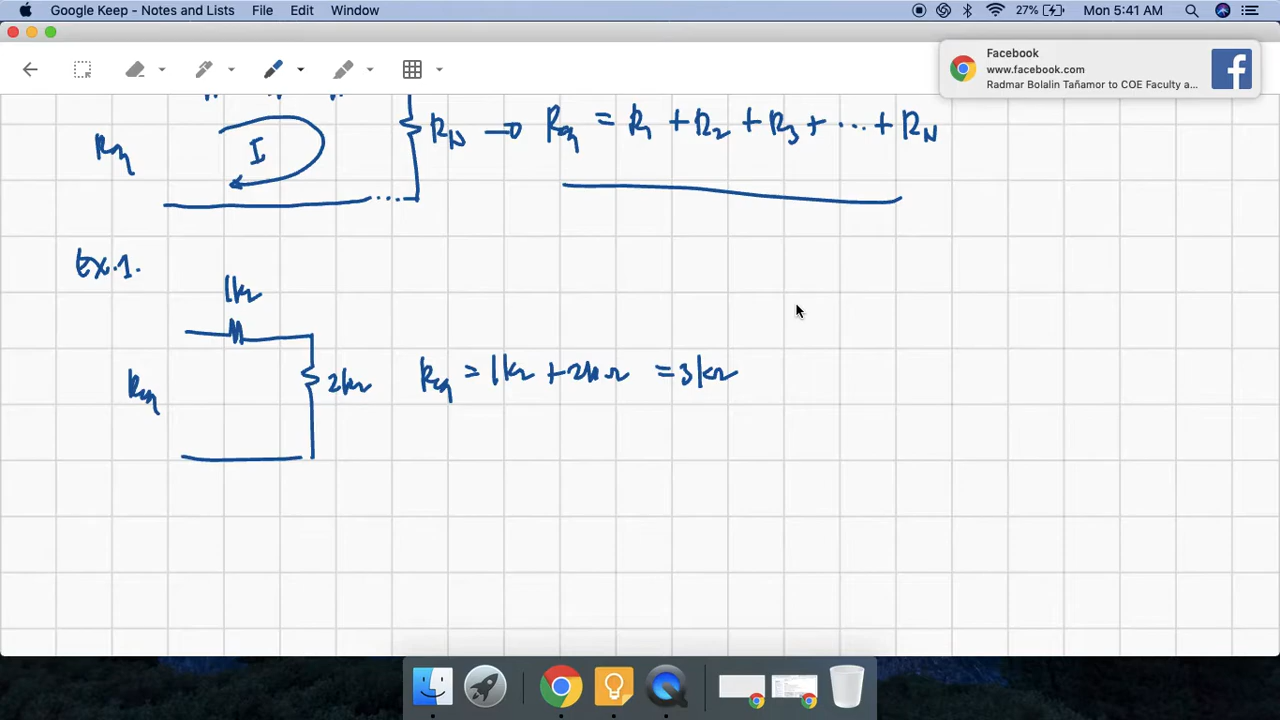 Google Keep - Notes and Lists File Edit Window 27% Mon 5:41 AM
Facebook
www.facebook.com
Radmar Bolalin Tañamor to COE Faculty a...
Req I RN → Req = R1 + R2 + R3 + ... + RN
Ex.1.
1kΩ
Req 2kΩ Req = 1kΩ + 2kΩ = 3kΩ